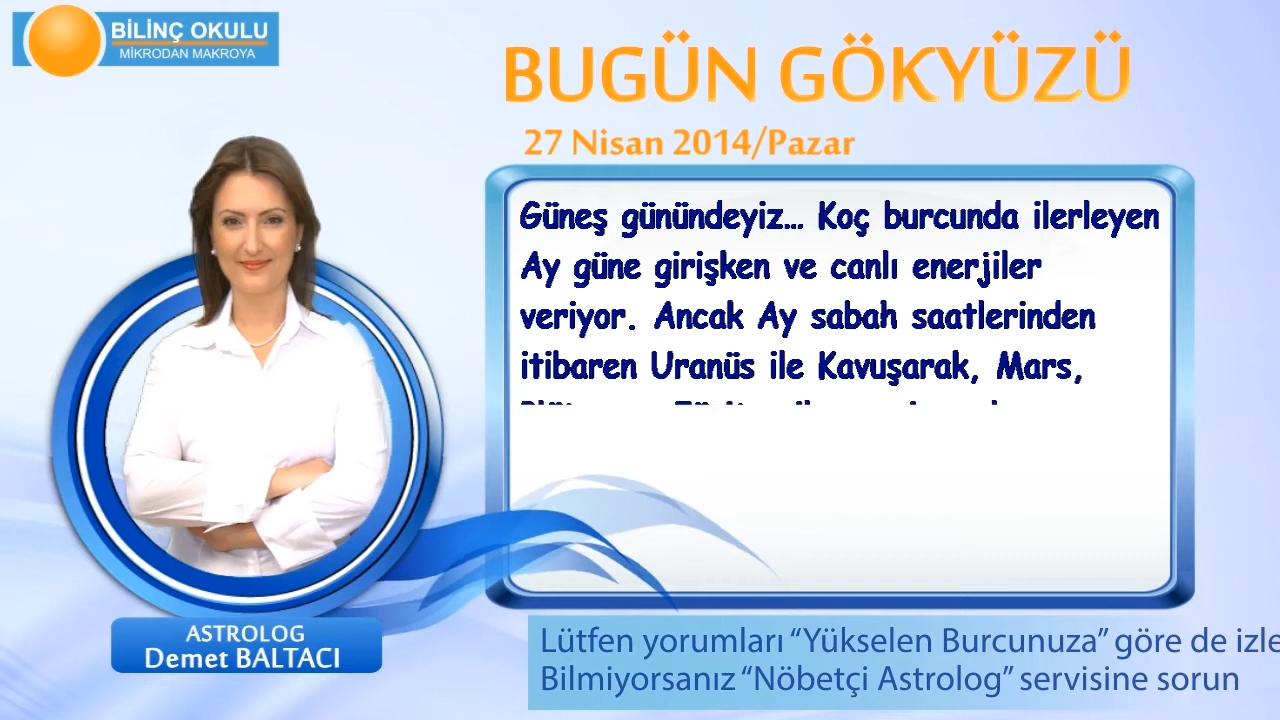 BİLİNÇ OKULU
MİKRODAN MAKROYA
BUGÜN GÖKYÜZÜ
27 Nisan 2014/Pazar
Güneş günündeyiz... Koç burcunda ilerleyen
Ay güne girişken ve canlı enerjiler
veriyor. Ancak Ay sabah saatlerinden
itibaren Uranüs ile Kavuşarak, Mars,
ASTROLOG
Demet BALTACI
Lütfen yorumları “Yükselen Burcunuza” göre de izle
Bilmiyorsanız “Nöbetçi Astrolog” servisine sorun